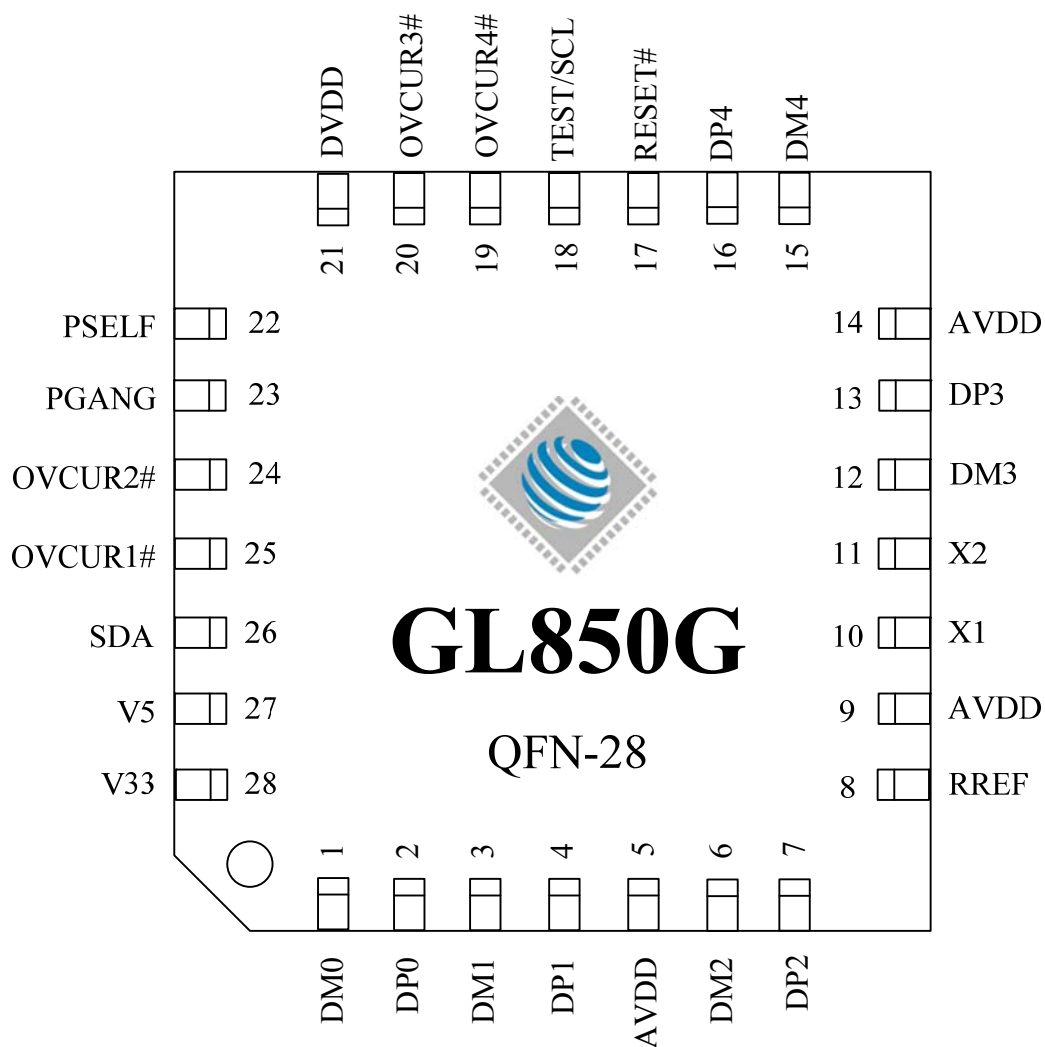 DVDD
OVCUR3#
OVCUR4#
TEST/SCL
RESET#
DP4
DM4
21
20
19
18
17
16
15
PSELF 22
14 AVDD
PGANG 23
13 DP3
OVCUR2# 24
12 DM3
OVCUR1# 25
11 X2
SDA 26
10 X1
V5 27
9 AVDD
V33 28
8 RREF
GL850G
QFN-28
1
2
3
4
5
6
7
DM0
DP0
DM1
DP1
AVDD
DM2
DP2